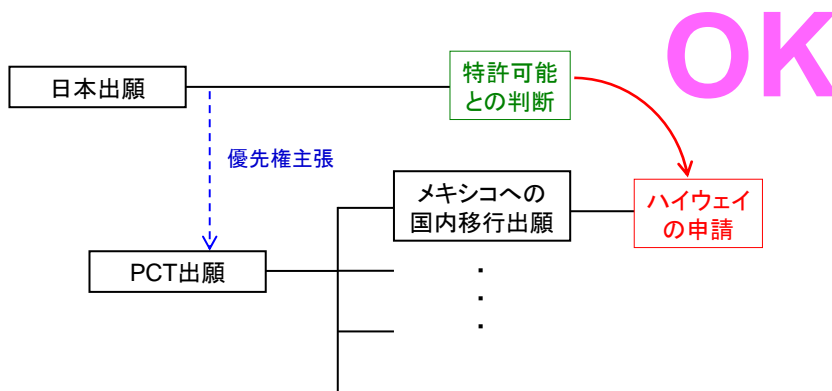 OK
日本出願
特許可能
との判断
優先権主張
メキシコへの
国内移行出願
ハイウェイ
の申請
PCT出願
・
・
・